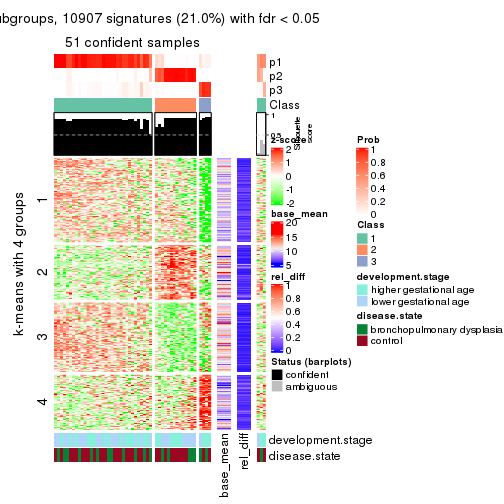 ubgroups, 10907 signatures (21.0%) with fdr < 0.05
51 confident samples
p1
p2
p3
Class
1
Silhouette
score
k-means with 4 groups
1
2
3
4
z-score
2
1
0
-1
-2
base_mean
20
15
10
5
rel_diff
1
0.8
0.6
0.4
0.2
0
Status (barplots)
confident
ambiguous
Prob
1
0.8
0.6
0.4
0.2
0
Class
1
2
3
development.stage
higher gestational age
lower gestational age
disease.state
bronchopulmonary dysplasia
control
development.stage
disease.state
base_mean
rel_diff